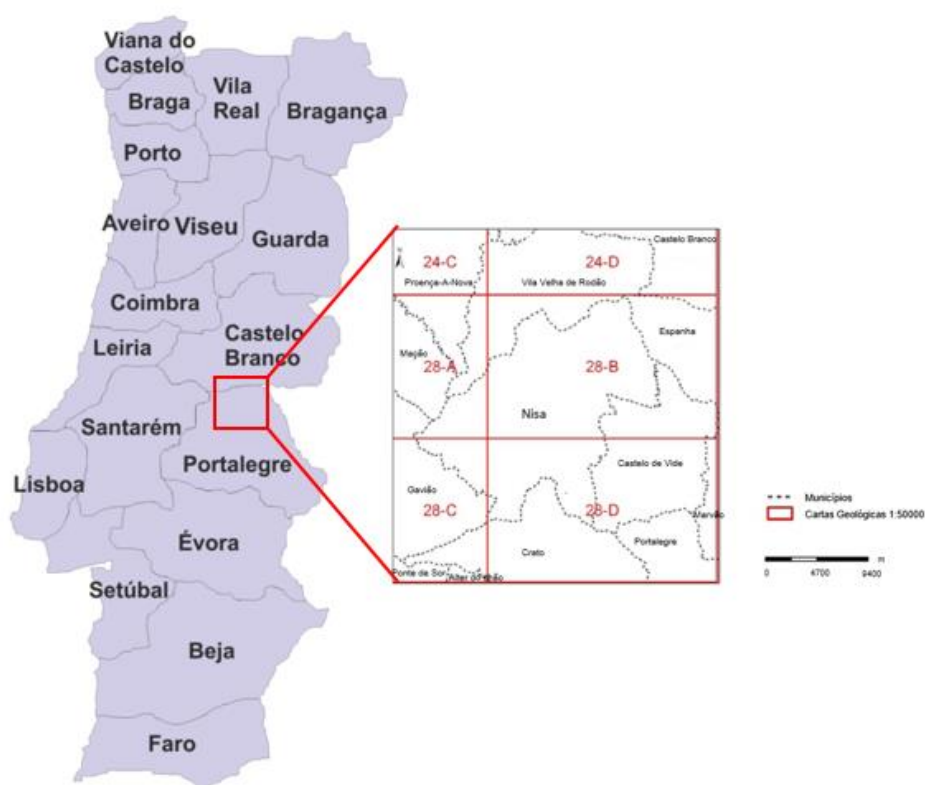 Viana do
Castelo
Braga
Vila
Real
Bragança
Porto
Aveiro
Viseu
Guarda
Coimbra
Leiria
Castelo
Branco
Santarém
Lisboa
Portalegre
Évora
Setúbal
Beja
Faro
Castelo Branco
N
24-C
24-D
Proença-A-Nova
Vila Velha de Rodão
Espanha
Mação
28-A
28-B
Nisa
Castelo de Vide
Gavião
28-C
28-D
Marvão
Portalegre
Crato
Ponte de Sor
Alter do Chão
Municípios
Cartas Geológicas 1:50000
m
0 4700 9400